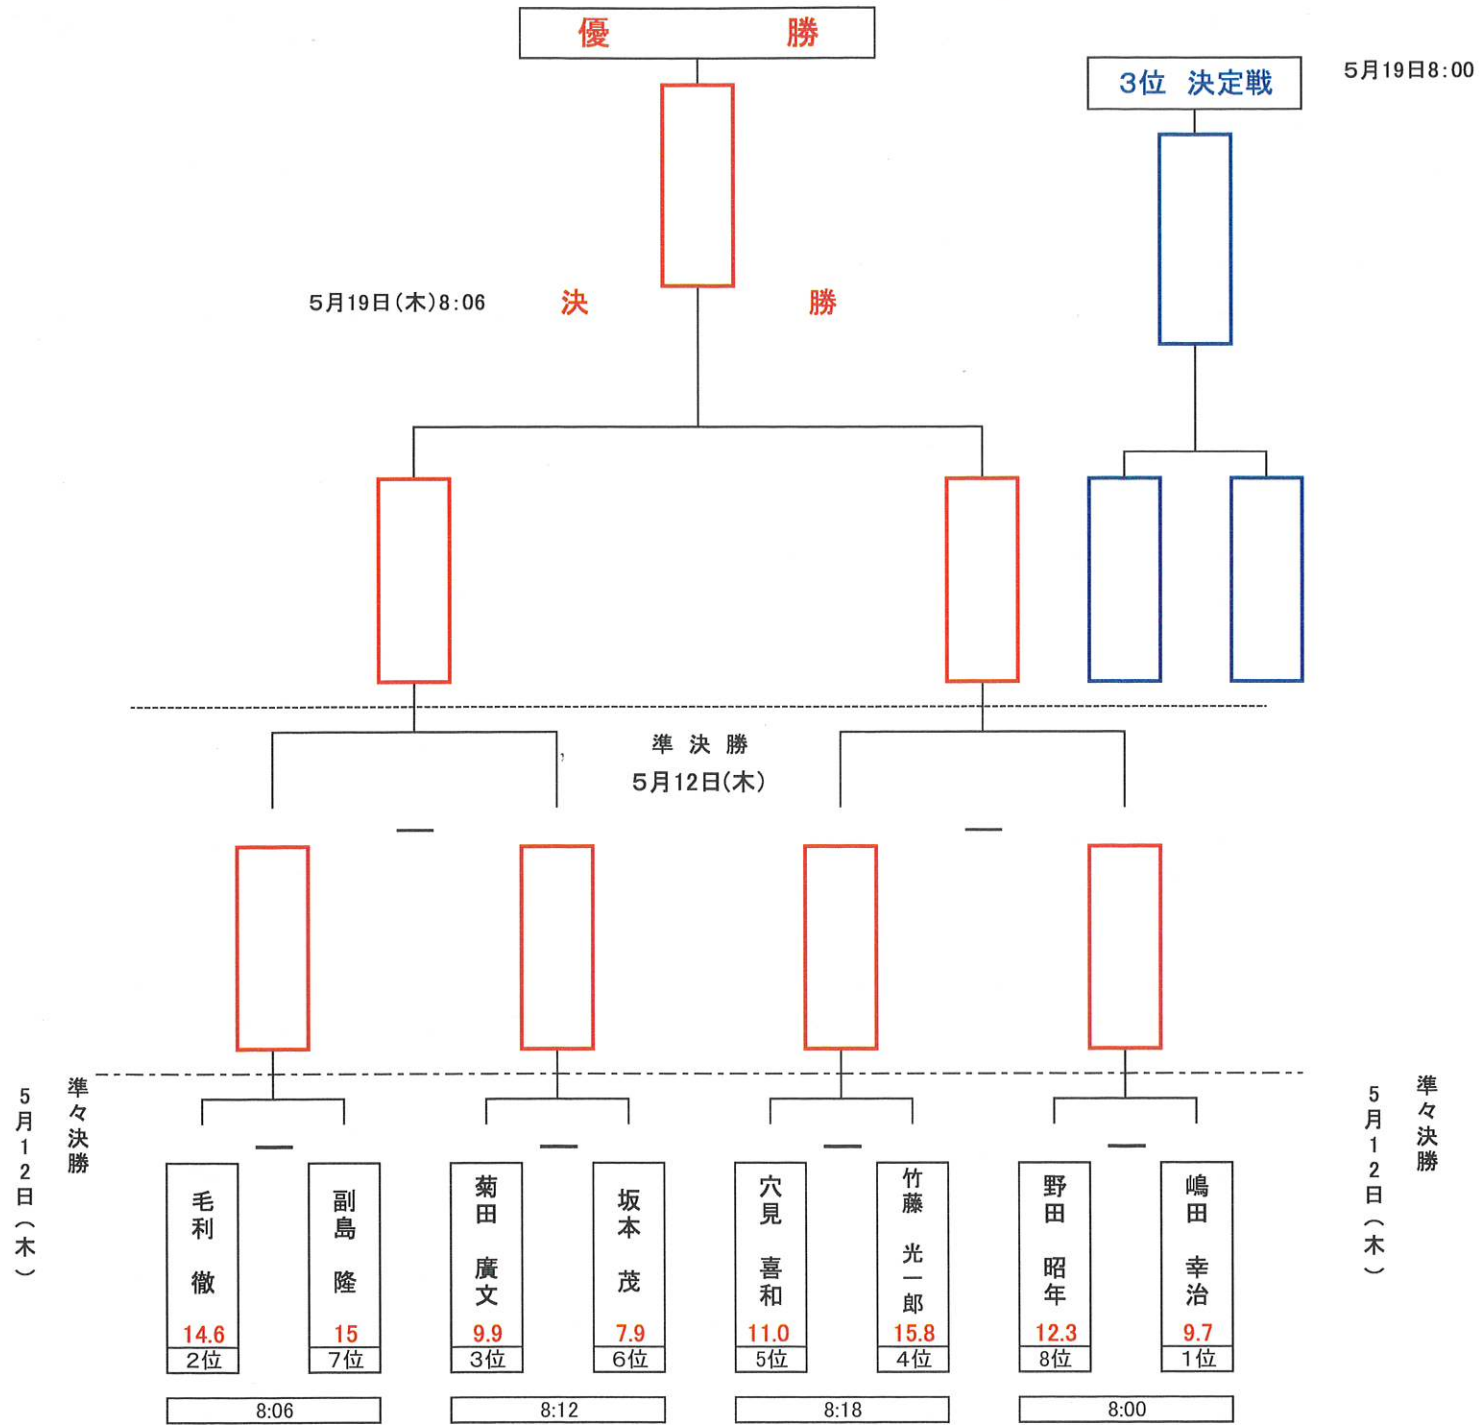 優 勝
3位 決定戦
5月19日8:00
5月19日(木)8:06
決 勝
準 決 勝
5月12日(木)
準々決勝
5月12日(木)
準々決勝
5月12日(木)
毛利 徹
14.6
2位
副島 隆
15
7位
菊田 廣文
9.9
3位
坂本 茂
7.9
6位
穴見 喜和
11.0
5位
竹藤 光一郎
15.8
4位
野田 昭年
12.3
8位
嶋田 幸治
9.7
1位
8:06
8:12
8:18
8:00